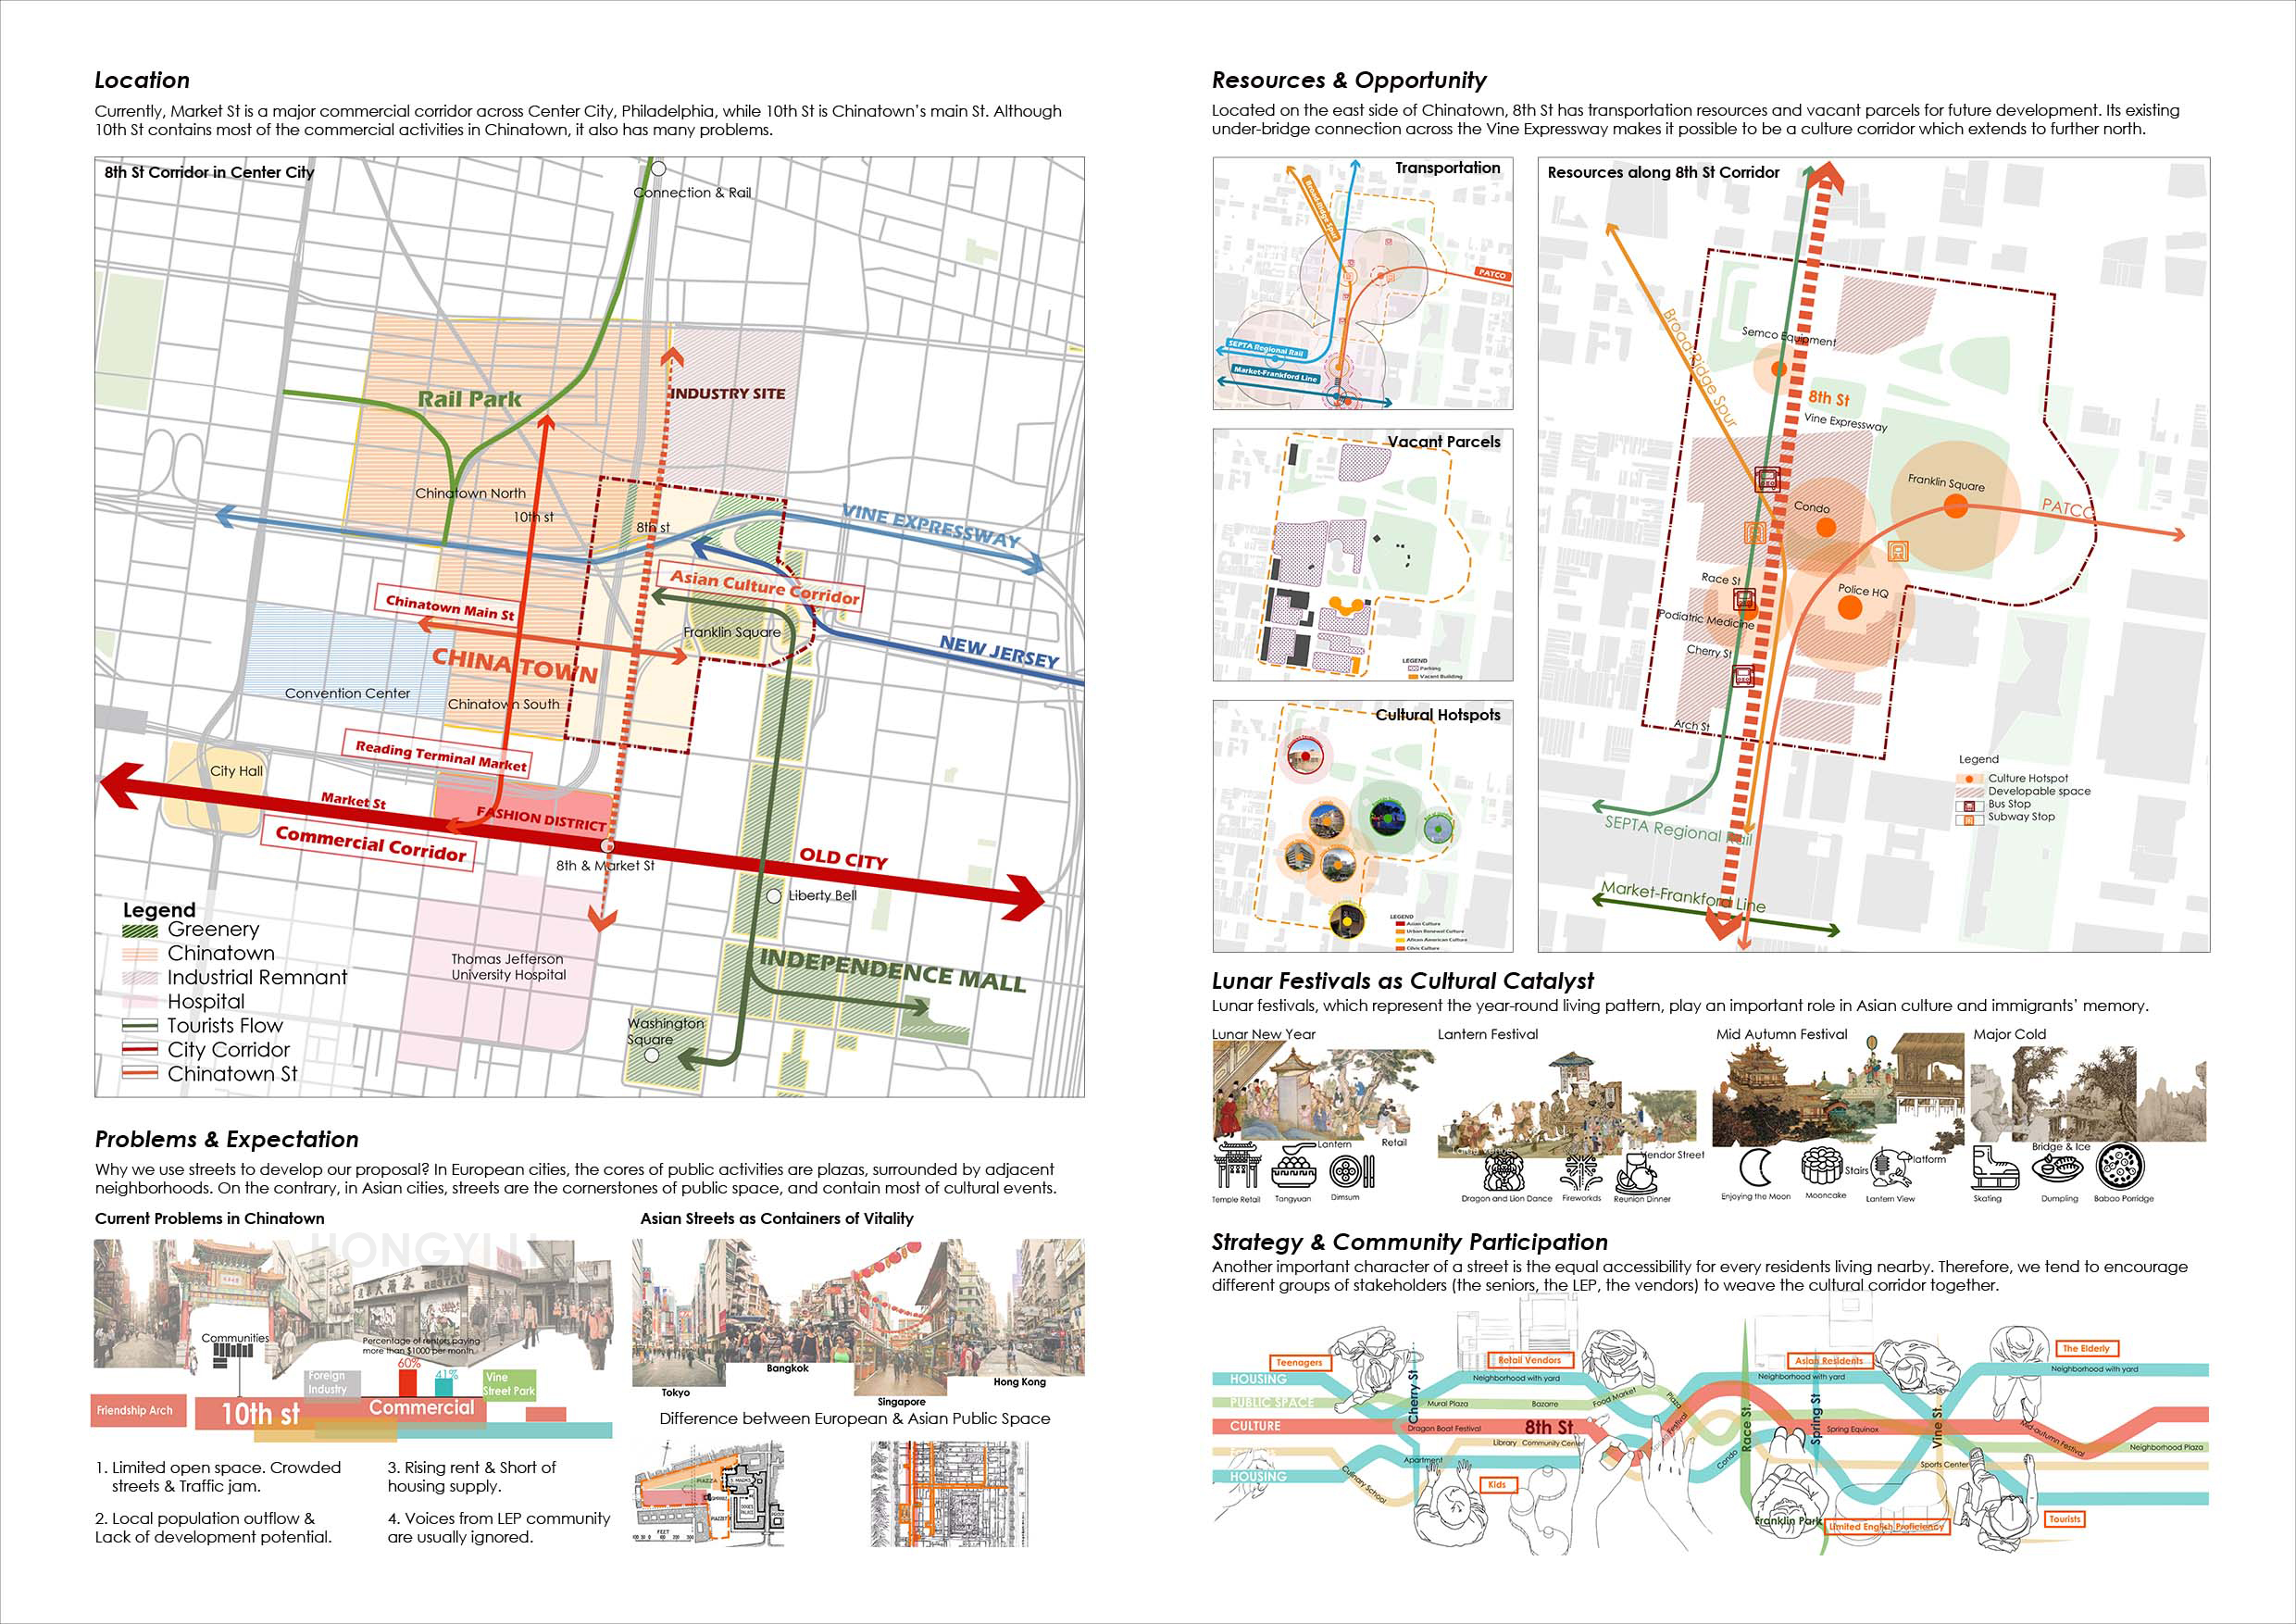 Location
Currently, Market St is a major commercial corridor across Center City, Philadelphia, while 10th St is Chinatown's main St. Although
10th St contains most of the commercial activities in Chinatown, it also has many problems.
8th St Corridor in Center City
Connection & Rail
INDUSTRY SITE
Rail Park
Chinatown North
10th st
8th st
VINE EXPRESSWAY
Asian Culture Corridor
Chinatown Main St
Franklin Square
NEW JERSEY
CHINATOWN
Convention Center
Chinatown South
Reading Terminal Market
City Hall
Market St
FASHION DISTRICT
Commercial Corridor
OLD CITY
8th & Market St
Liberty Bell
Thomas Jefferson
University Hospital
INDEPENDENCE MALL
Washington
Square
Legend
Greenery
Chinatown
Industrial Remnant
Hospital
Tourists Flow
City Corridor
Chinatown St
Problems & Expectation
Why we use streets to develop our proposal? In European cities, the cores of public activities are plazas, surrounded by adjacent
neighborhoods. On the contrary, in Asian cities, streets are the cornerstones of public space, and contain most of cultural events.
Current Problems in Chinatown
Communities
Percentage of renters paying
more than $1000 per month.
60%
41%
Foreign
Industry
Vine
Street Park
Friendship Arch
10th st
Commercial
1. Limited open space. Crowded
streets & Traffic jam.
2. Local population outflow &
Lack of development potential.
3. Rising rent & Short of
housing supply.
4. Voices from LEP community
are usually ignored.
Asian Streets as Containers of Vitality
Tokyo
Bangkok
Singapore
Hong Kong
Difference between European & Asian Public Space
PIAZZA
FEET
Resources & Opportunity
Located on the east side of Chinatown, 8th St has transportation resources and vacant parcels for future development. Its existing
under-bridge connection across the Vine Expressway makes it possible to be a culture corridor which extends to further north.
Transportation
PATCO
SEPTA Regional Rail
Market-Frankford Line
Vacant Parcels
LEGEND
Parking
Vacant Building
Cultural Hotspots
LEGEND
Asian Culture
Urban Renewal Culture
African American Culture
Civic Culture
Resources along 8th St Corridor
Broad-Ridge Spur
Semco Equipment
8th St
Vine Expressway
Franklin Square
Condo
PATCO
Race St
Police HQ
Podiatric Medicine
Cherry St
Arch St
SEPTA Regional Rail
Market-Frankford Line
Legend
Culture Hotspot
Developable space
Bus Stop
Subway Stop
Lunar Festivals as Cultural Catalyst
Lunar festivals, which represent the year-round living pattern, play an important role in Asian culture and immigrants' memory.
Lunar New Year
Lantern
Retail
Temple Retail
Tangyuan
Dimsum
Lantern Festival
Vendor Street
Dragon and Lion Dance
Fireworkds
Reunion Dinner
Mid Autumn Festival
Stairs
Platform
Enjoying the Moon
Mooncake
Lantern View
Major Cold
Bridge & Ice
Skating
Dumpling
Babao Porridge
Strategy & Community Participation
Another important character of a street is the equal accessibility for every residents living nearby. Therefore, we tend to encourage
different groups of stakeholders (the seniors, the LEP, the vendors) to weave the cultural corridor together.
Teenagers
Retail Vendors
Asian Residents
The Elderly
HOUSING
Neighborhood with yard
Neighborhood with yard
Neighborhood with yard
PUBLIC SPACE
Cherry St.
Mural Plaza
Bazarre
Food Market
Plaza
CULTURE
Dragon Boat Festival
8th St
Race St.
Spring St
Spring Equinox
Vine St.
Mid-autumn Festival
Library
Community Center
Neighborhood Plaza
Apartment
Condo
Sports Center
HOUSING
Culinary School
Kids
Franklin Park
Limited English Proficiency
Tourists